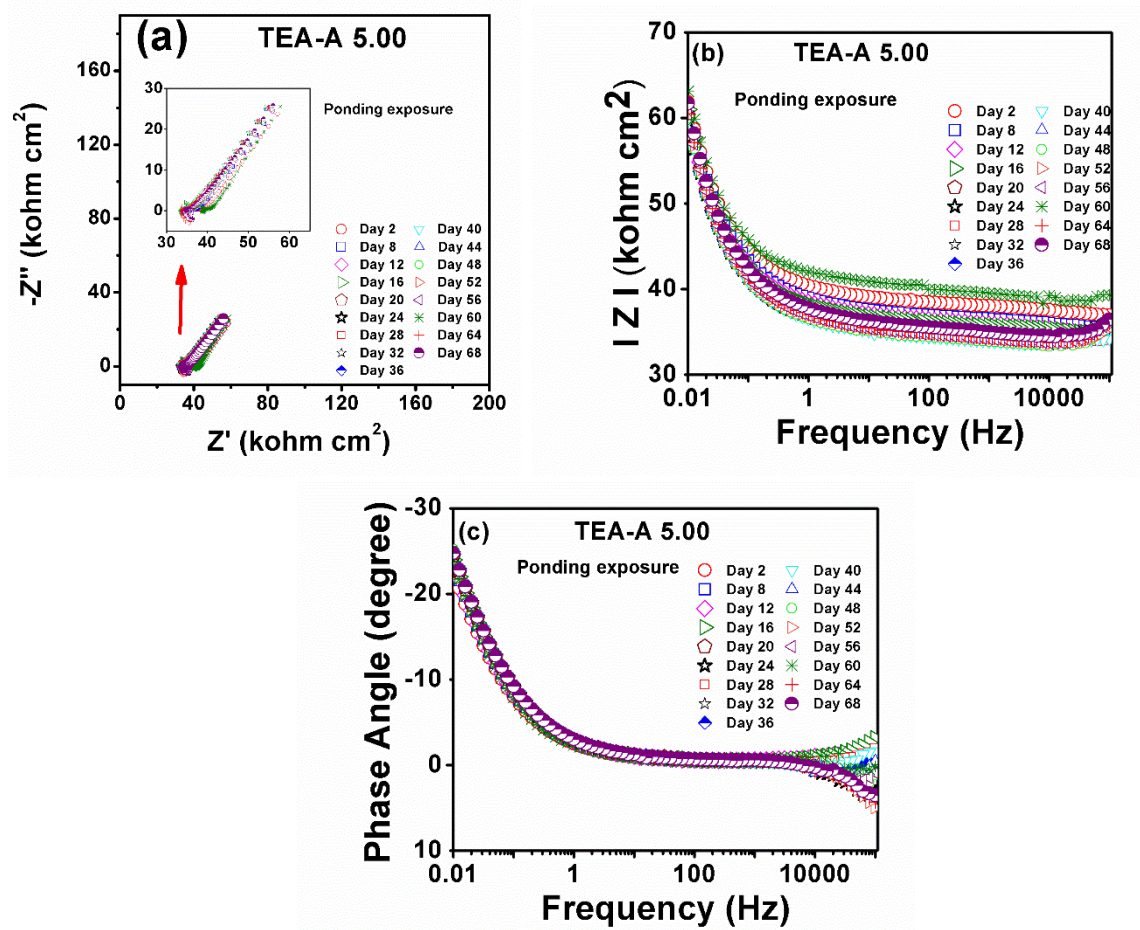 (a)
TEA-A 5.00
Ponding exposure
-Z'' (kohm cm²)
180
140
100
60
20
0
30
20
10
0
30 40 50 60
Day 2 Day 40
Day 8 Day 44
Day 12 Day 48
Day 16 Day 52
Day 20 Day 56
Day 24 Day 60
Day 28 Day 64
Day 32 Day 68
Day 36
0 40 80 120 160 200
Z' (kohm cm²)
(b)
TEA-A 5.00
Ponding exposure
I Z I (kohm cm²)
70
60
50
40
30
Day 2 Day 40
Day 8 Day 44
Day 12 Day 48
Day 16 Day 52
Day 20 Day 56
Day 24 Day 60
Day 28 Day 64
Day 32 Day 68
Day 36
0.01 1 100 10000
Frequency (Hz)
(c)
TEA-A 5.00
Ponding exposure
Phase Angle (degree)
-30
-20
-10
0
10
Day 2 Day 40
Day 8 Day 44
Day 12 Day 48
Day 16 Day 52
Day 20 Day 56
Day 24 Day 60
Day 28 Day 64
Day 32 Day 68
Day 36
0.01 1 100 10000
Frequency (Hz)